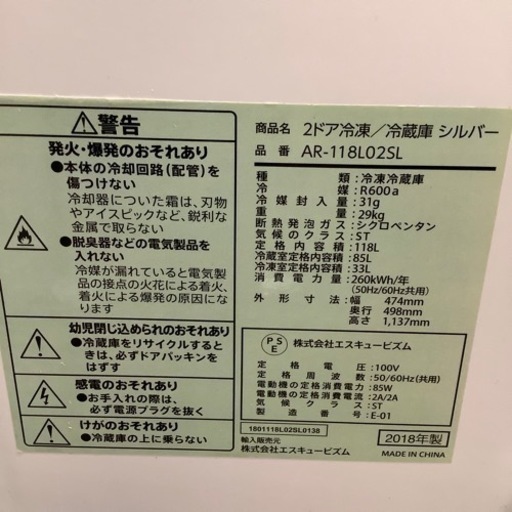 警告
発火・爆発のおそれあり
●本体の冷却回路(配管)を
傷つけない
冷却器についた霜は、刃物
やアイスピックなど、鋭利な
金属で取らない
●脱臭器などの電気製品を
入れない
冷媒が漏れていると電気製
品の接点の火花による着
火、着火による爆発の原因にな
ります
幼児閉じ込められのおそれあり
●冷蔵庫をリサイクルすると
きは、必ずドアパッキンを
はずす
感電のおそれあり
●お手入れの際は、
必ず電源プラグを抜く
けがのおそれあり
●冷蔵庫の上に乗らない
商品名 2ドア冷凍/冷蔵庫 シルバー
品番 AR-118L02SL
種類:冷凍冷蔵庫
冷媒:R600a
冷媒封入:31g
重量:29kg
断熱発泡ガス:シクロペンタン
気候のクラス:ST
定格内容積:118L
冷蔵室定格内容積:85L
冷凍室定格内容積:33L
消費電力量:260kWh/年
(50Hz/60Hz共用)
外形寸法:幅 474mm
奥行 498mm
高さ 1,137mm
PSE 株式会社エスキュービズム
定格電圧:100V
定格周波数:50/60Hz(共用)
電動機の定格消費電力:85W
電動機の定格消費電流:2A/2A
気候クラス:ST
製造番号:E-01
1801118L02SL0138
輸入販売元
株式会社エスキュービズム
2018年製
MADE IN CHINA